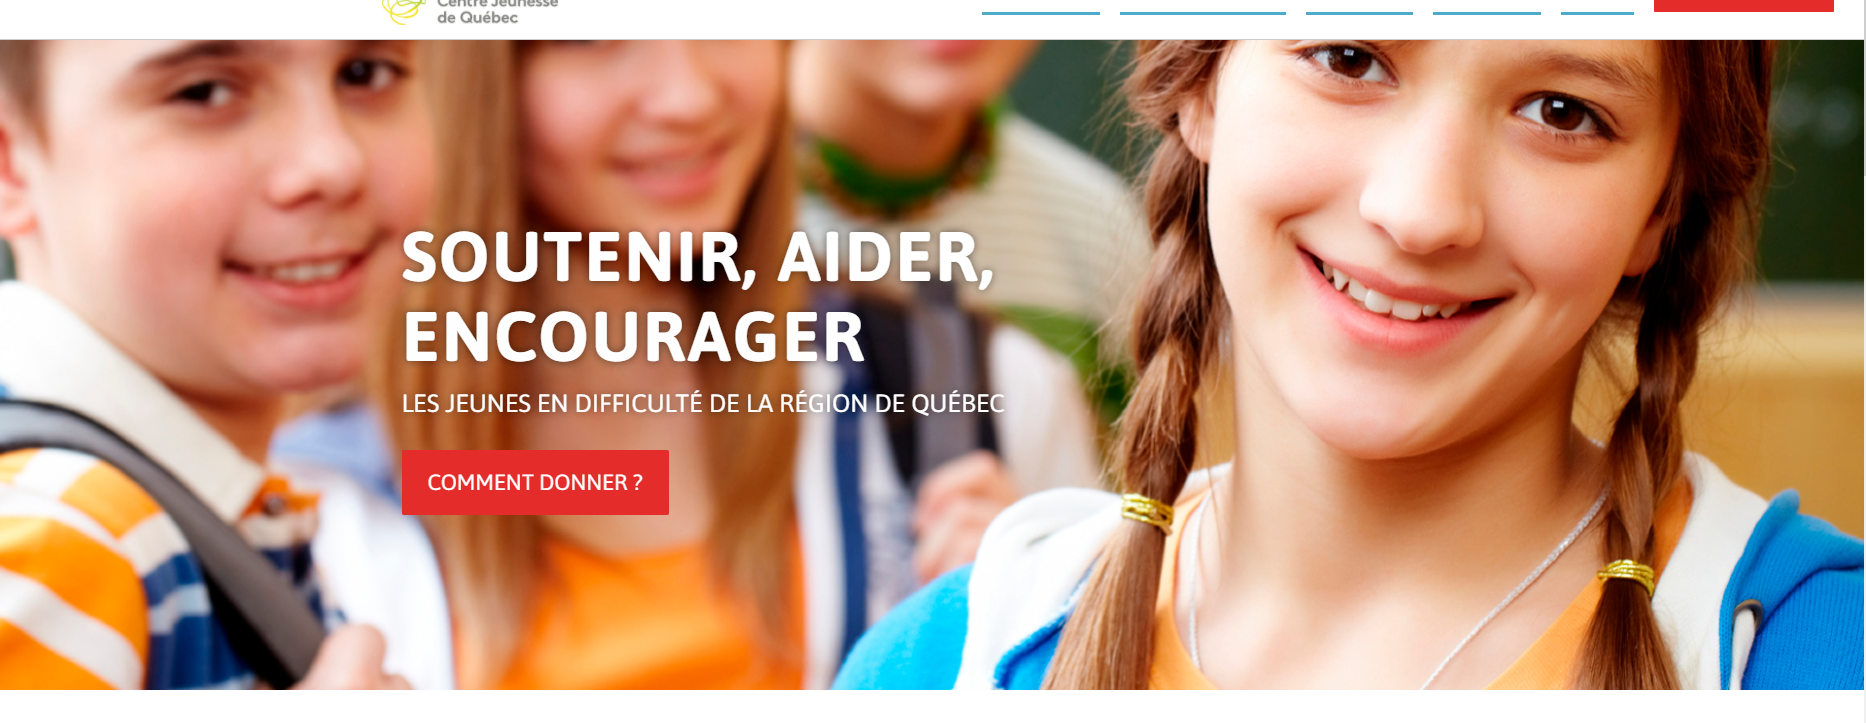 Centre Jeunesse
de Québec
SOUTENIR, AIDER,
ENCOURAGER
LES JEUNES EN DIFFICULTÉ DE LA RÉGION DE QUÉBEC
COMMENT DONNER ?